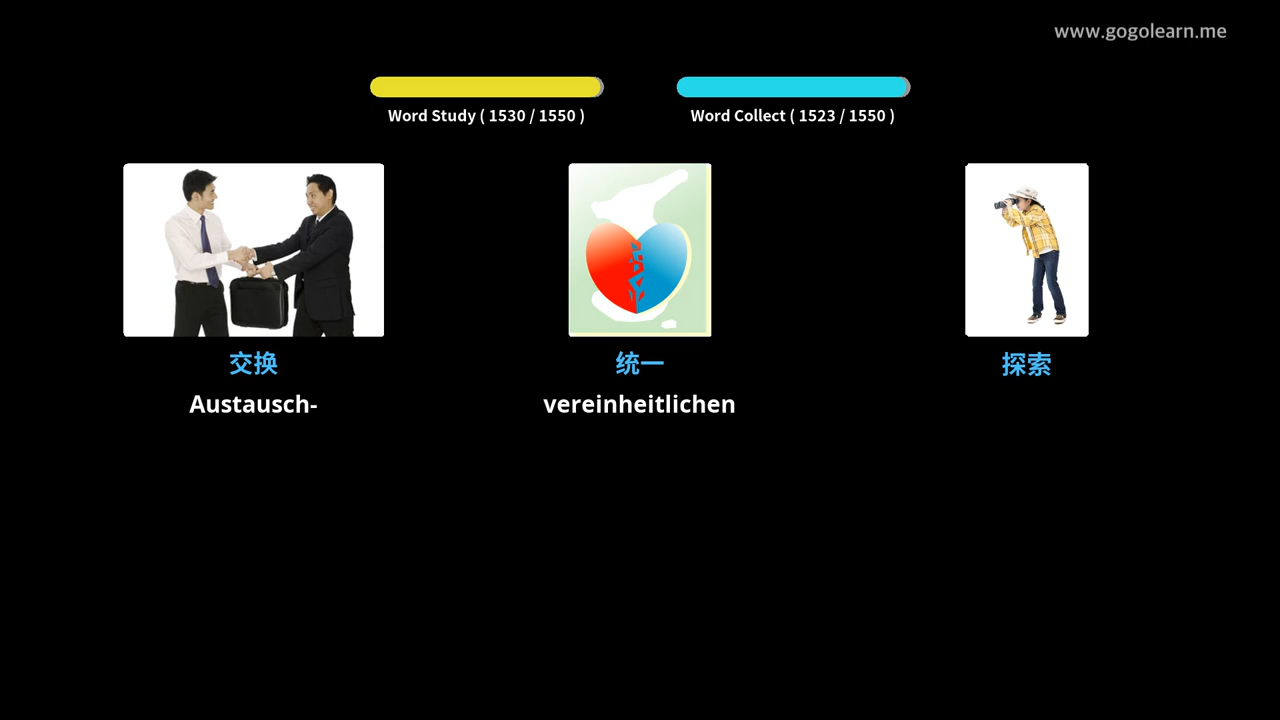 www.gogolearn.me
Word Study ( 1530 / 1550 )
Word Collect ( 1523 / 1550 )
交换
统一
探索
Austausch-
vereinheitlichen